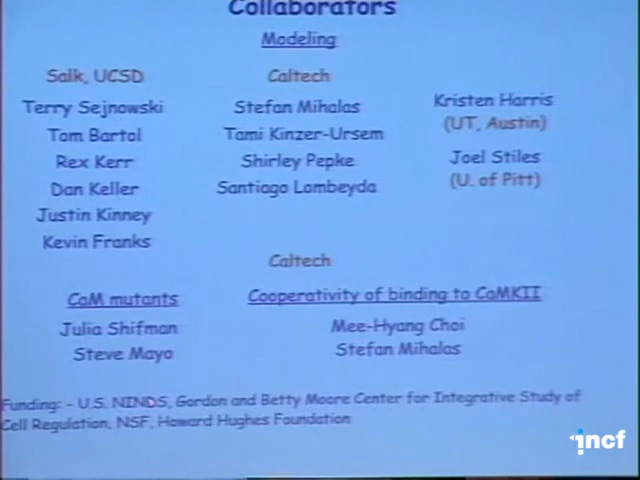 Collaborators
Modeling
Salk, UCSD
Terry Sejnowski
Tom Bartol
Rex Kerr
Dan Keller
Justin Kinney
Kevin Franks
Caltech
Stefan Mihalas
Tami Kinzer-Ursem
Shirley Pepke
Santiago Lombeyda
Kristen Harris
(UT, Austin)
Joel Stiles
(U. of Pitt)
Caltech
CaM mutants
Julia Shifman
Steve Mayo
Cooperativity of binding to CaMKII
Mee-Hyang Choi
Stefan Mihalas
Funding: - U.S. NINDS, Gordon and Betty Moore Center for Integrative Study of
Cell Regulation, NSF, Howard Hughes Foundation
incf